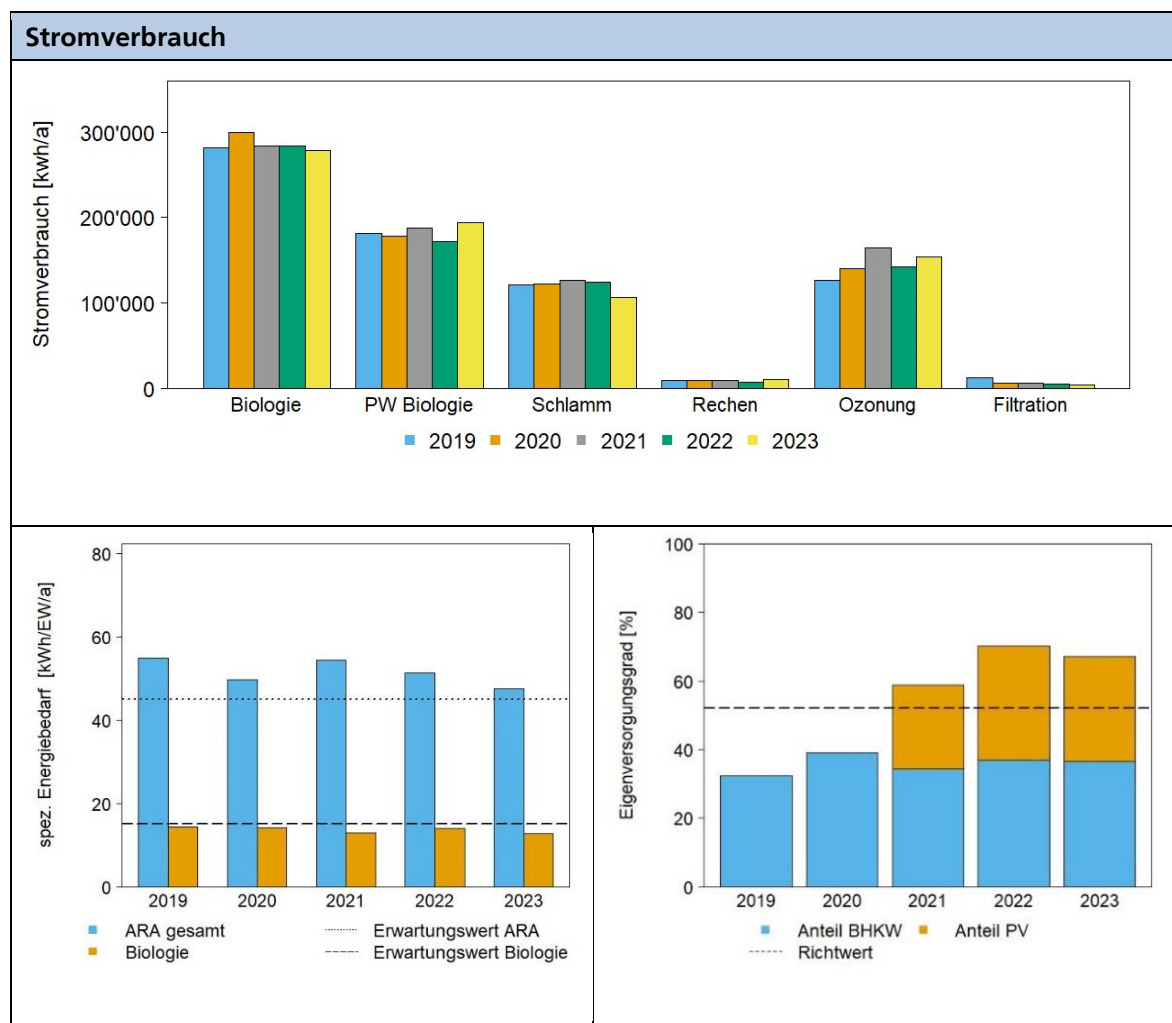 Stromverbrauch
Stromverbrauch [kwh/a]
300'000
200'000
100'000
0
Biologie PW Biologie Schlamm Rechen Ozonung Filtration
2019 2020 2021 2022 2023
spez. Energiebedarf [kWh/EW/a]
80
60
40
20
0
2019 2020 2021 2022 2023
ARA gesamt Erwartungswert ARA
Biologie Erwartungswert Biologie
Eigenversorgungsgrad [%]
100
80
60
40
20
0
2019 2020 2021 2022 2023
Anteil BHKW Anteil PV
Richtwert